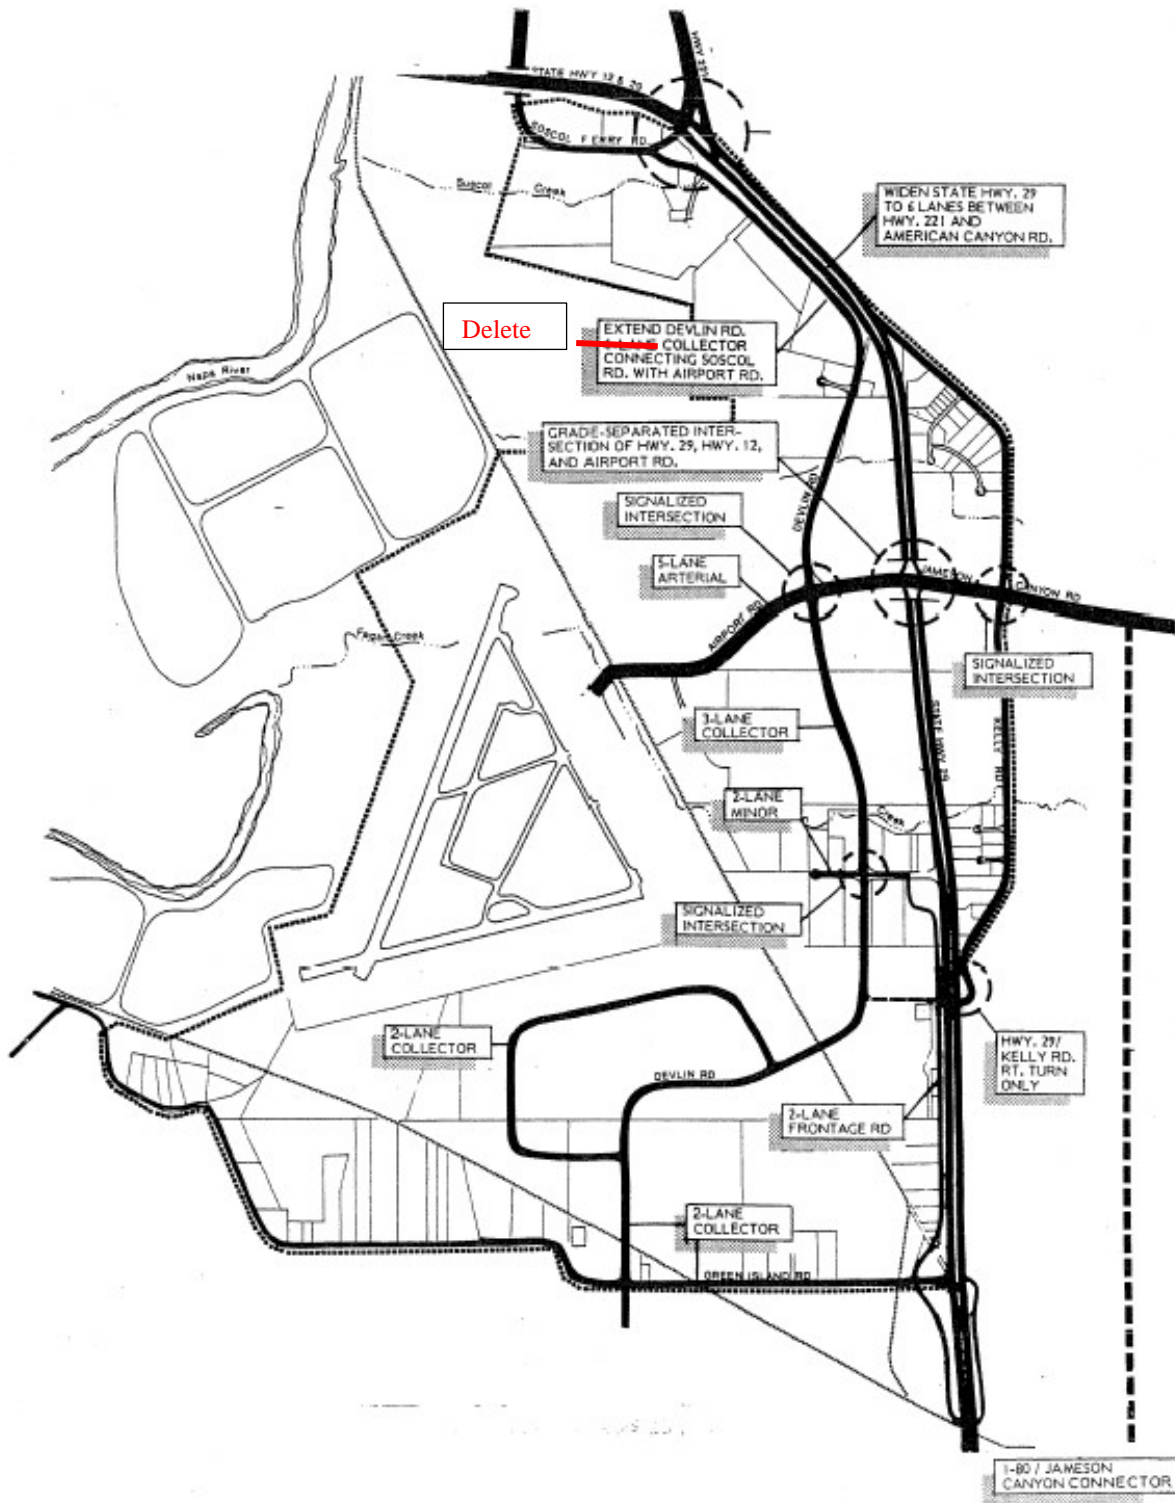 HWY 221
STATE HWY 12 & 29
SOSCOL FERRY RD
Suscol Creek
WIDEN STATE HWY. 29
TO 6 LANES BETWEEN
HWY. 221 AND
AMERICAN CANYON RD.
Delete
EXTEND DEVLIN RD.
COLLECTOR
CONNECTING SOSCOL
RD. WITH AIRPORT RD.
Napa River
GRADE-SEPARATED INTER-
SECTION OF HWY. 29, HWY. 12,
AND AIRPORT RD.
DEVLIN RD
SIGNALIZED
INTERSECTION
5-LANE
ARTERIAL
JAMESON CANYON RD
AIRPORT RD
Fagan Creek
SIGNALIZED
INTERSECTION
3-LANE
COLLECTOR
STATE HWY 29
KELLY RD
2-LANE
MINOR
Creek
SIGNALIZED
INTERSECTION
2-LANE
COLLECTOR
HWY. 29/
KELLY RD.
RT. TURN
ONLY
DEVLIN RD
2-LANE
FRONTAGE RD
2-LANE
COLLECTOR
GREEN ISLAND RD
I-80 / JAMESON
CANYON CONNECTOR